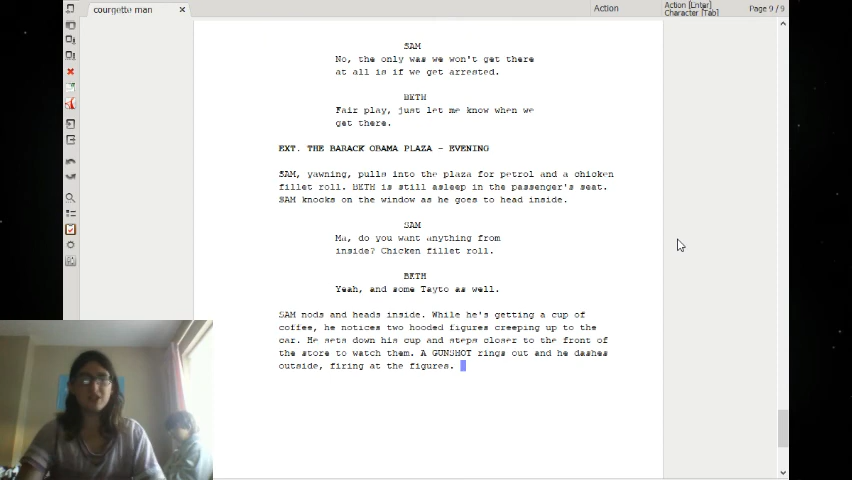 courgette man
Action
Action [Enter]
Character [Tab]
Page 9 / 9
SAM
No, the only was we won't get there
at all is if we get arrested.
BETH
Fair play, just let me know when we
get there.
EXT. THE BARACK OBAMA PLAZA - EVENING
SAM, yawning, pulls into the plaza for petrol and a chicken
fillet roll. BETH is still asleep in the passenger's seat.
SAM knocks on the window as he goes to head inside.
SAM
Ma, do you want anything from
inside? Chicken fillet roll.
BETH
Yeah, and some Tayto as well.
SAM nods and heads inside. While he's getting a cup of
coffee, he notices two hooded figures creeping up to the
car. He sets down his cup and steps closer to the front of
the store to watch them. A GUNSHOT rings out and he dashes
outside, firing at the figures.